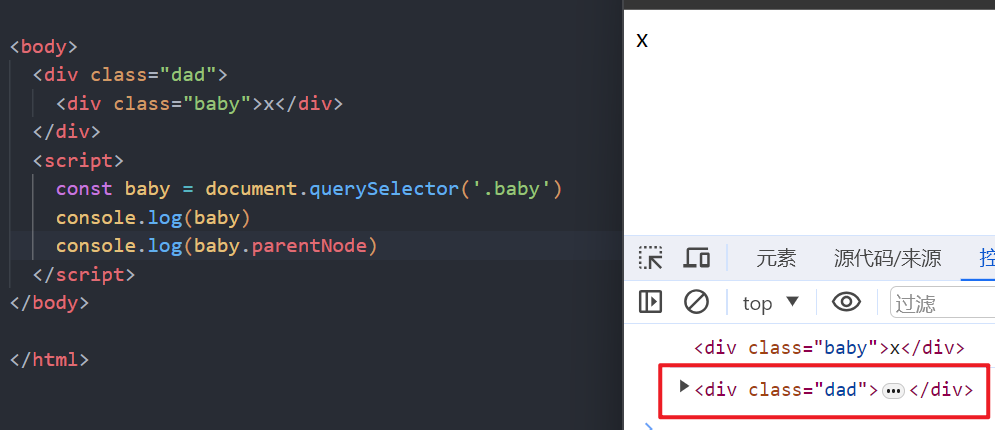 <body>
<div class="dad">
<div class="baby">x</div>
</div>
<script>
const baby = document.querySelector('.baby')
console.log(baby)
console.log(baby.parentNode)
</script>
</body>
</html>
x
元素 源代码/来源 控
top ▼ 过滤
<div class="baby">x</div>
▶<div class="dad">…</div>